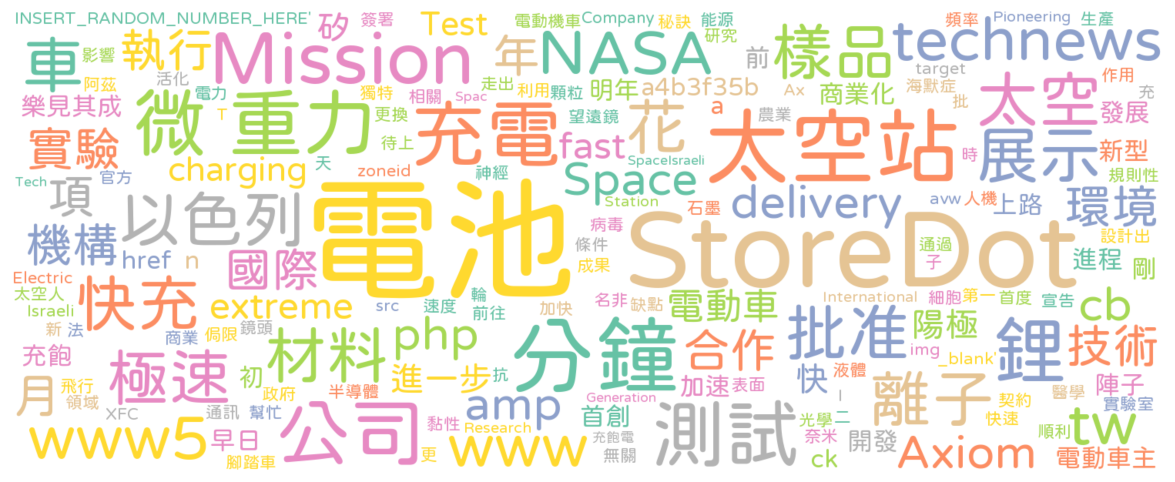 INSERT_RANDOM_NUMBER_HERE'
矽
簽署
Test
電動機車
Company
秘訣
能源
頻率
Pioneering
生產
車
影響
執行
Mission
年
NASA
研究
前
樣品
technews
阿茲
活化
走出
利用
顆粒
明年
a4b3f35b
Ax
target
海默症
作用
樂見其成
電力
獨特
相關
Spac
商業化
批
充
微
重力
T
更換
充電
望遠鏡
花
a
農業
太空
發展
實驗
待上
fast
太空站
展示
時
新型
charging
天
zoneid
神經
SpaceIsraeli
規則性
Tech
官方
Space
Station
項
以色列
電池
石墨
delivery
avw
人機
上路
環境
機構
href
n
國際
病毒
條件
StoreDot
通過
子
設計出
進程
剛
Electric
太空人
快充
成果
Israeli
extreme
src
速度
輪
前往
加快
名非
缺點
電動車
International
細胞
第一
首度
宣告
cb
新
法
商業
侷限
鏡頭
php
分鐘
批准
陽極
鋰
充飽
極速
材料
初
進一步
抗
合作
img
_blank'
技術
月
飛行
領域
政府
半導體
加速
表面
快
液體
離子
醫學
陣子
XFC
通訊
幫忙
公司
amp
Generation
首創
l
契約
實驗室
www5
早日
黏性
Research
www
充飽電
測試
光學
二
快速
順利
tw
腳踏車
更
無關
奈米
ck
開發
Axiom
電動車主